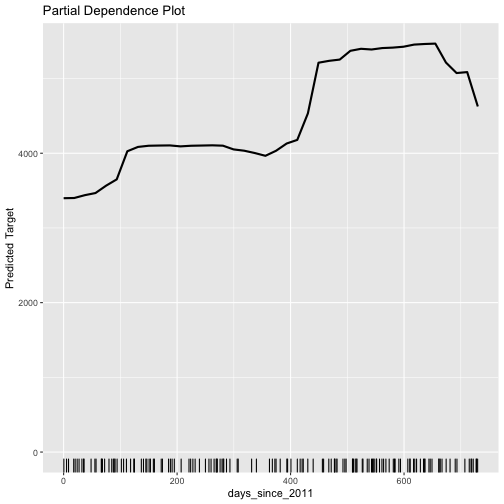 Partial Dependence Plot
Predicted Target
4000
2000
0
0 200 400 600
days_since_2011